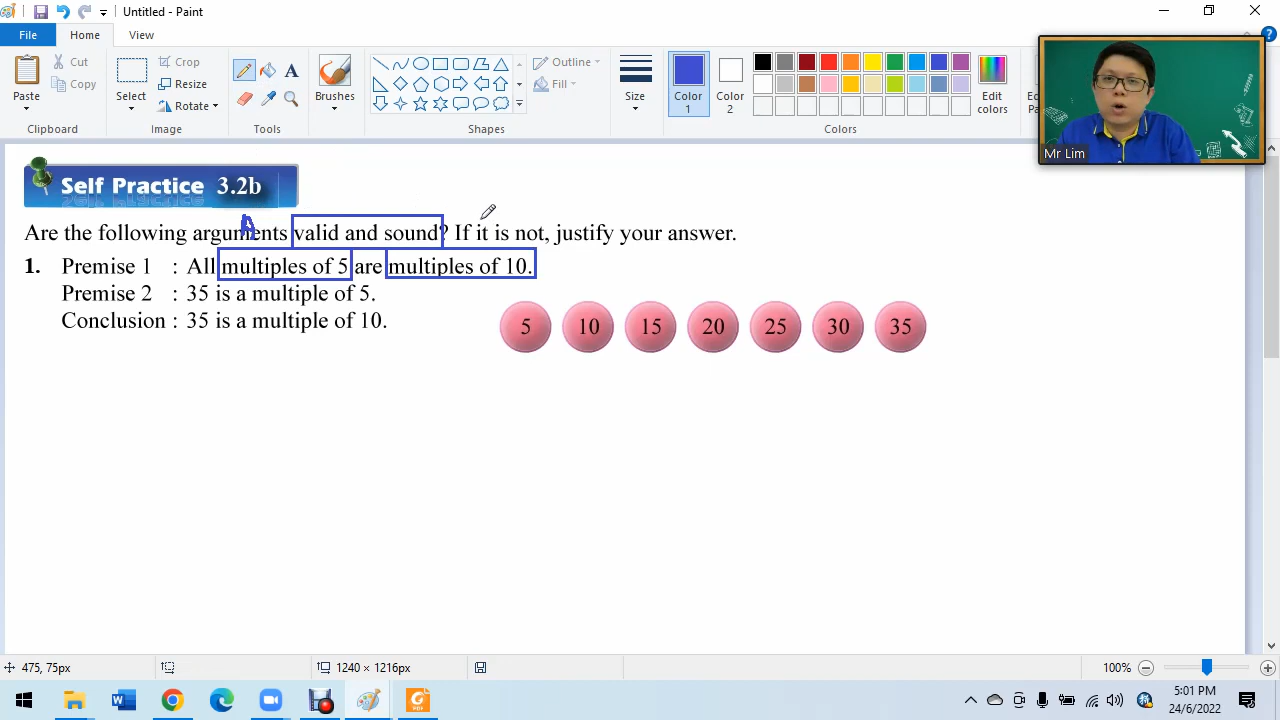 Untitled - Paint
File Home View
Paste Cut Copy
Select Crop Resize Rotate
Brushes
Outline Fill
Size
Color 1
Color 2
Edit colors
Clipboard Image Tools Shapes Colors
Mr Lim
Self Practice 3.2b
A
Are the following arguments valid and sound? If it is not, justify your answer.
1. Premise 1 : All multiples of 5 are multiples of 10.
Premise 2 : 35 is a multiple of 5.
Conclusion : 35 is a multiple of 10.
5 10 15 20 25 30 35
475, 75px 1240 × 1216px 100%
5:01 PM
24/6/2022